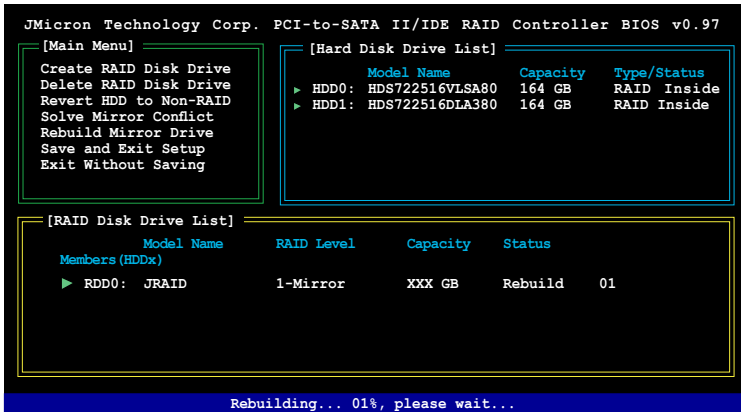 JMicron Technology Corp. PCI-to-SATA II/IDE RAID Controller BIOS v0.97
[Main Menu]
Create RAID Disk Drive
Delete RAID Disk Drive
Revert HDD to Non-RAID
Solve Mirror Conflict
Rebuild Mirror Drive
Save and Exit Setup
Exit Without Saving
[Hard Disk Drive List]
Model Name Capacity Type/Status
HDD0: HDS722516VLSA80 164 GB RAID Inside
HDD1: HDS722516DLA380 164 GB RAID Inside
[RAID Disk Drive List]
Model Name RAID Level Capacity Status
Members(HDDx)
RDD0: JRAID 1-Mirror XXX GB Rebuild 01
Rebuilding... 01%, please wait...